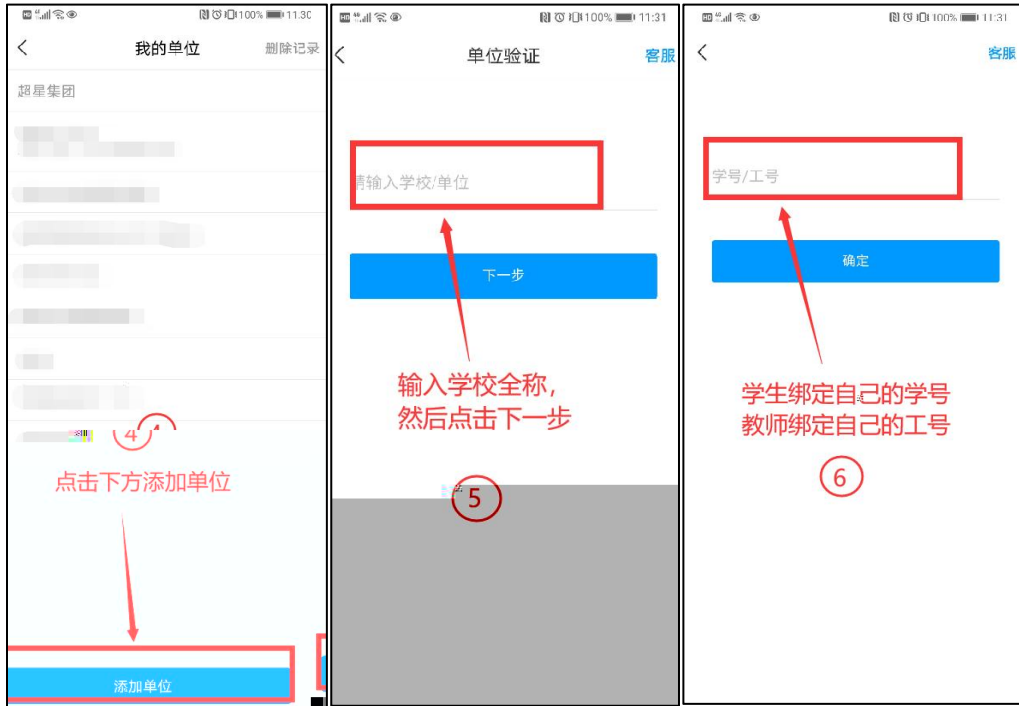 11:30
100%
我的单位
删除记录
超星集团
4
点击下方添加单位
添加单位
HD
100%
11:31
单位验证
客服
请输入学校/单位
下一步
输入学校全称,
然后点击下一步
5
HD
100%
11:31
客服
学号/工号
确定
学生绑定自己的学号
教师绑定自己的工号
6